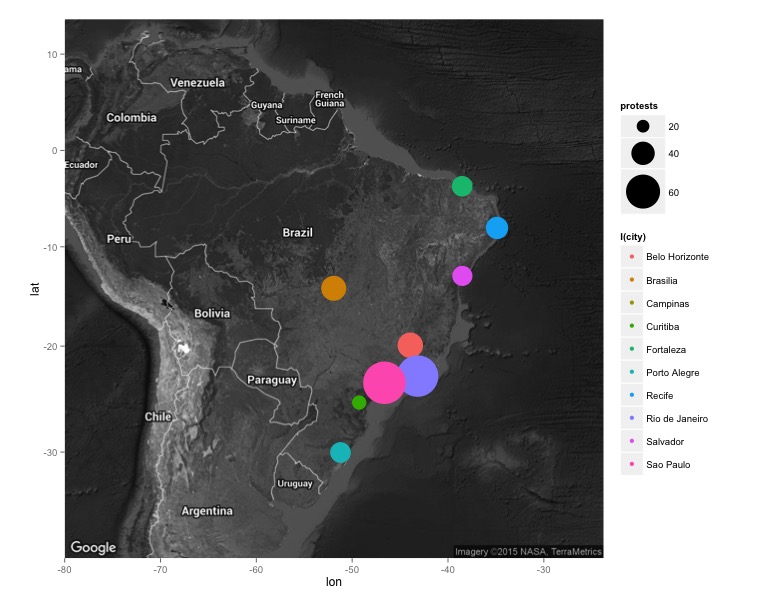 10
0
-10
-20
-30
lat
ama
Venezuela
Guyana
French
Guiana
Suriname
Colombia
Ecuador
Brazil
Peru
Bolivia
Paraguay
Chile
Uruguay
Argentina
Google
Imagery ©2015 NASA, TerraMetrics
-80
-70
-60
-50
-40
-30
lon
protests
20
40
60
I(city)
Belo Horizonte
Brasilia
Campinas
Curitiba
Fortaleza
Porto Alegre
Recife
Rio de Janeiro
Salvador
Sao Paulo